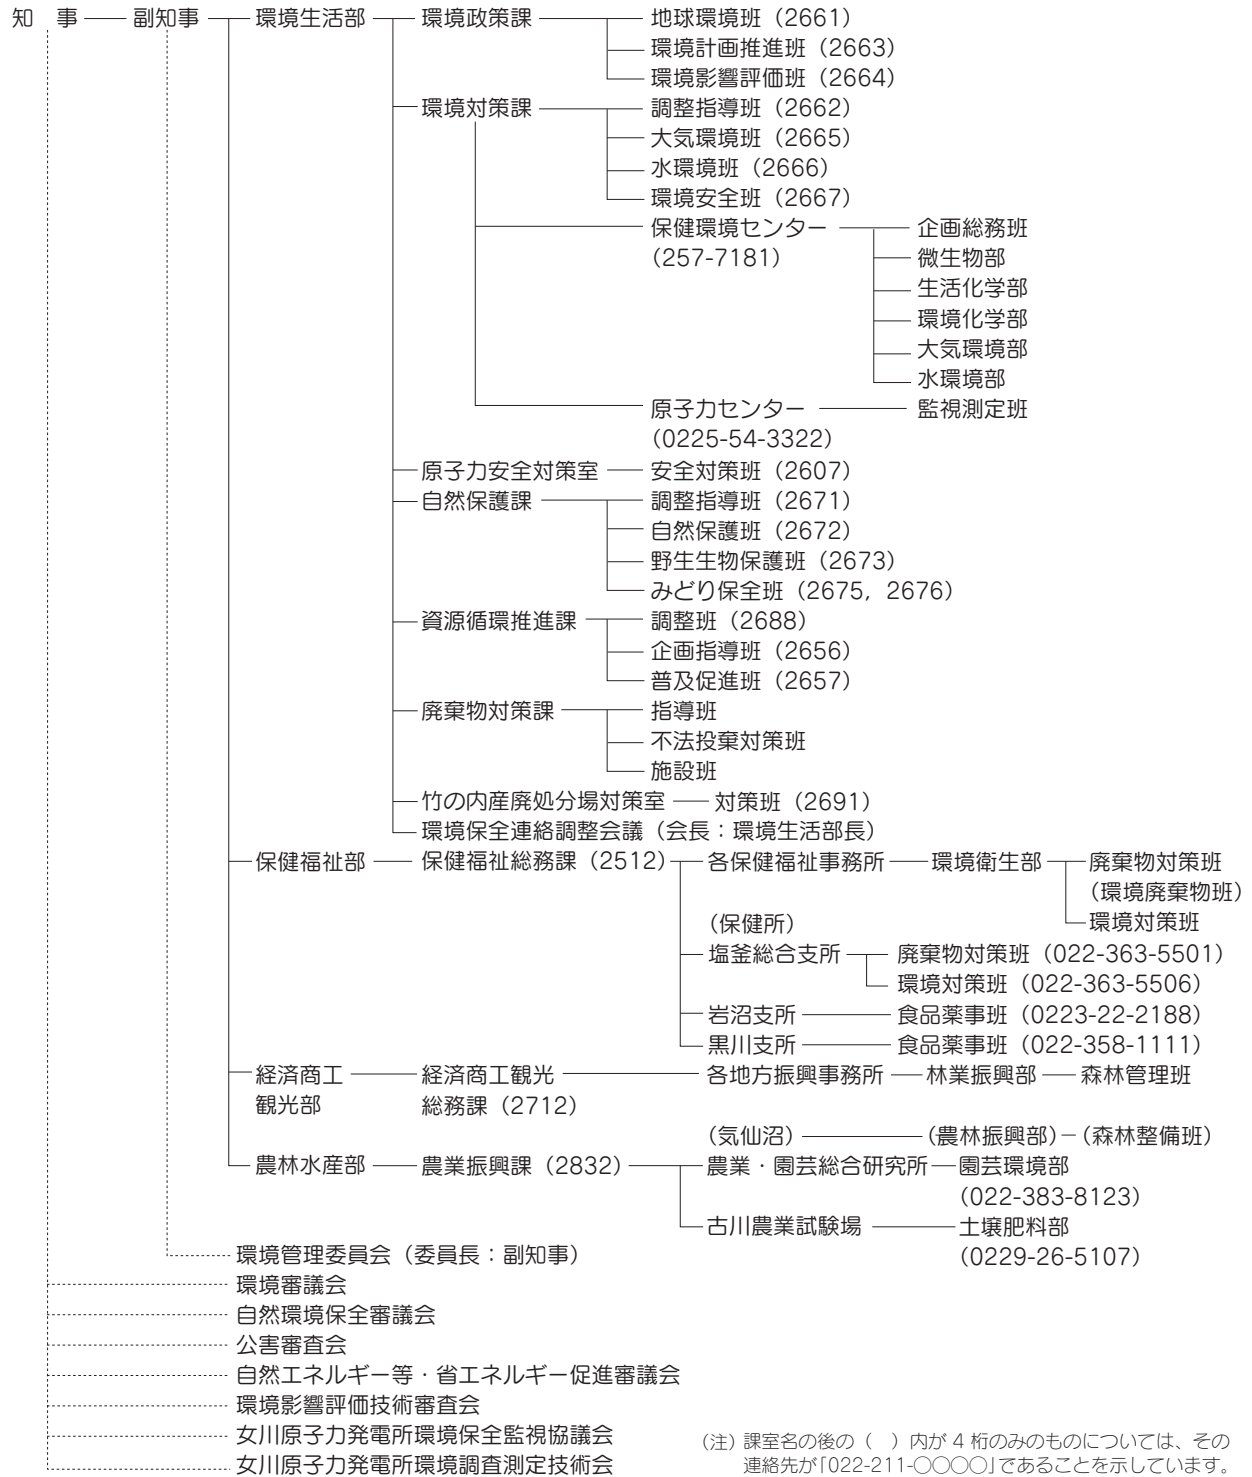 知　事 副知事 環境生活部 環境政策課 地球環境班（2661）
環境計画推進班（2663）
環境影響評価班（2664）
環境対策課 調整指導班（2662）
大気環境班（2665）
水環境班（2666）
環境安全班（2667）
保健環境センター 企画総務班
（257-7181） 微生物部
生活化学部
環境化学部
大気環境部
水環境部
原子力センター 監視測定班
（0225-54-3322）
原子力安全対策室 安全対策班（2607）
自然保護課 調整指導班（2671）
自然保護班（2672）
野生生物保護班（2673）
みどり保全班（2675，2676）
資源循環推進課 調整班（2688）
企画指導班（2656）
普及促進班（2657）
廃棄物対策課 指導班
不法投棄対策班
施設班
竹の内産廃処分場対策室 対策班（2691）
環境保全連絡調整会議（会長：環境生活部長）
保健福祉部 保健福祉総務課（2512） 各保健福祉事務所 環境衛生部 廃棄物対策班
（環境廃棄物班）
（保健所） 環境対策班
塩釜総合支所 廃棄物対策班（022-363-5501）
環境対策班（022-363-5506）
岩沼支所 食品薬事班（0223-22-2188）
黒川支所 食品薬事班（022-358-1111）
経済商工 経済商工観光 各地方振興事務所 林業振興部 森林管理班
観光部 総務課（2712）
（気仙沼） （農林振興部）−（森林整備班）
農林水産部 農業振興課（2832） 農業・園芸総合研究所 園芸環境部
（022-383-8123）
古川農業試験場 土壌肥料部
（0229-26-5107）
環境管理委員会（委員長：副知事）
環境審議会
自然環境保全審議会
公害審査会
自然エネルギー等・省エネルギー促進審議会
環境影響評価技術審査会
女川原子力発電所環境保全監視協議会
女川原子力発電所環境調査測定技術会
（注）課室名の後の（　）内が 4 桁のみのものについては、その
連絡先が「022-211-○○○○」であることを示しています。